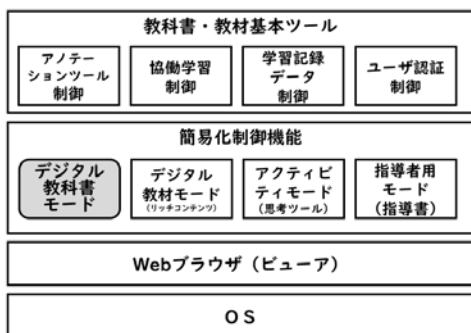 教科書・教材基本ツール
アノテー
ションツール
制御
協働学習
制御
学習記録
データ
制御
ユーザ認証
制御
簡易化制御機能
デジタル
教科書
モード
デジタル
教材モード
(リッチコンテンツ)
アクティビ
ティモード
(思考ツール)
指導者用
モード
(指導書)
Webブラウザ（ビューア）
OS